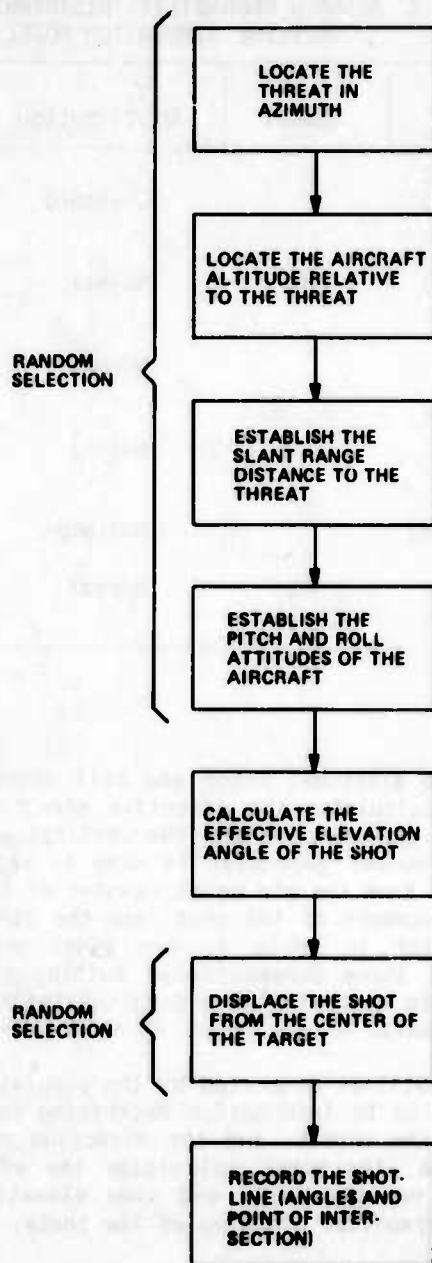 LOCATE THE
THREAT IN
AZIMUTH
LOCATE THE AIRCRAFT
ALTITUDE RELATIVE
TO THE THREAT
RANDOM
SELECTION
ESTABLISH THE
SLANT RANGE
DISTANCE TO THE
THREAT
ESTABLISH THE
PITCH AND ROLL
ATTITUDES OF THE
AIRCRAFT
CALCULATE THE
EFFECTIVE ELEVATION
ANGLE OF THE SHOT
RANDOM
SELECTION
DISPLACE THE SHOT
FROM THE CENTER OF
THE TARGET
RECORD THE SHOT-
LINE (ANGLES AND
POINT OF INTER-
SECTION)